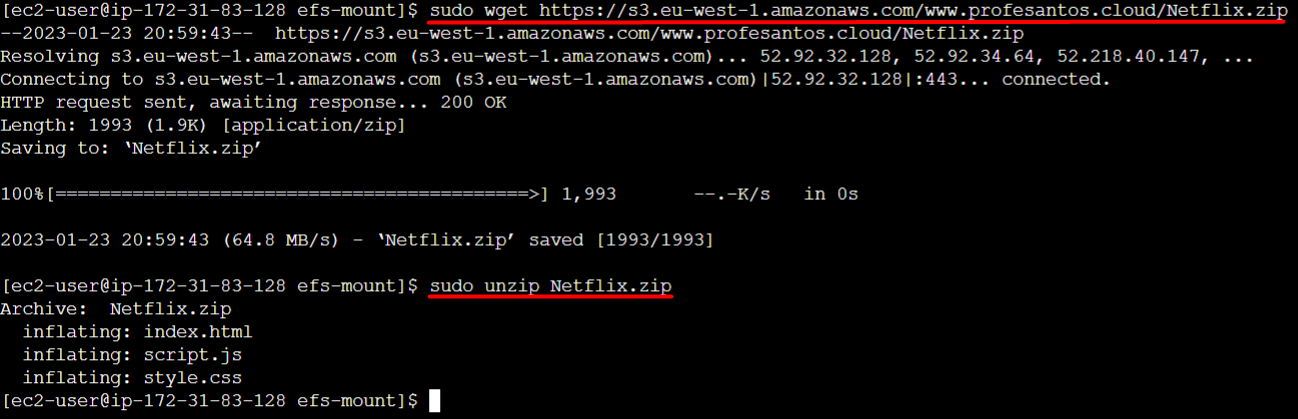 [ec2-user@ip-172-31-83-128 efs-mount]$ sudo wget https://s3.eu-west-1.amazonaws.com/www.profesantos.cloud/Netflix.zip
--2023-01-23 20:59:43--  https://s3.eu-west-1.amazonaws.com/www.profesantos.cloud/Netflix.zip
Resolving s3.eu-west-1.amazonaws.com (s3.eu-west-1.amazonaws.com)... 52.92.32.128, 52.92.34.64, 52.218.40.147, ...
Connecting to s3.eu-west-1.amazonaws.com (s3.eu-west-1.amazonaws.com)|52.92.32.128|:443... connected.
HTTP request sent, awaiting response... 200 OK
Length: 1993 (1.9K) [application/zip]
Saving to: ‘Netflix.zip’
100%[============================================>] 1,993       --.-K/s   in 0s
2023-01-23 20:59:43 (64.8 MB/s) - ‘Netflix.zip’ saved [1993/1993]
[ec2-user@ip-172-31-83-128 efs-mount]$ sudo unzip Netflix.zip
Archive:  Netflix.zip
  inflating: index.html
  inflating: script.js
  inflating: style.css
[ec2-user@ip-172-31-83-128 efs-mount]$